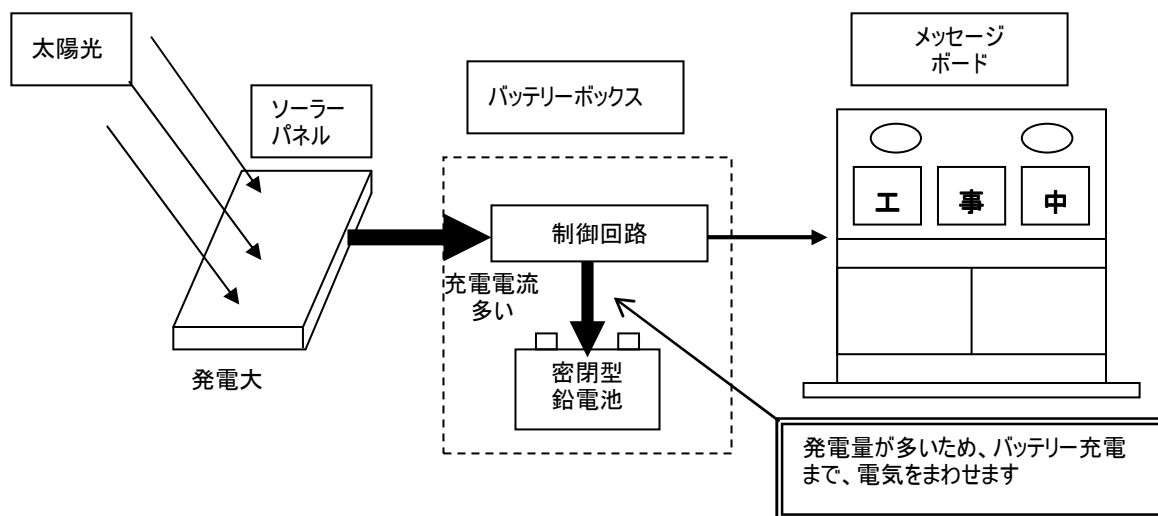 太陽光
ソーラー
パネル
バッテリーボックス
メッセージ
ボード
工 事 中
制御回路
充電電流
多い
発電大
密閉型
鉛電池
発電量が多いため、バッテリー充電
まで、電気をまわせます